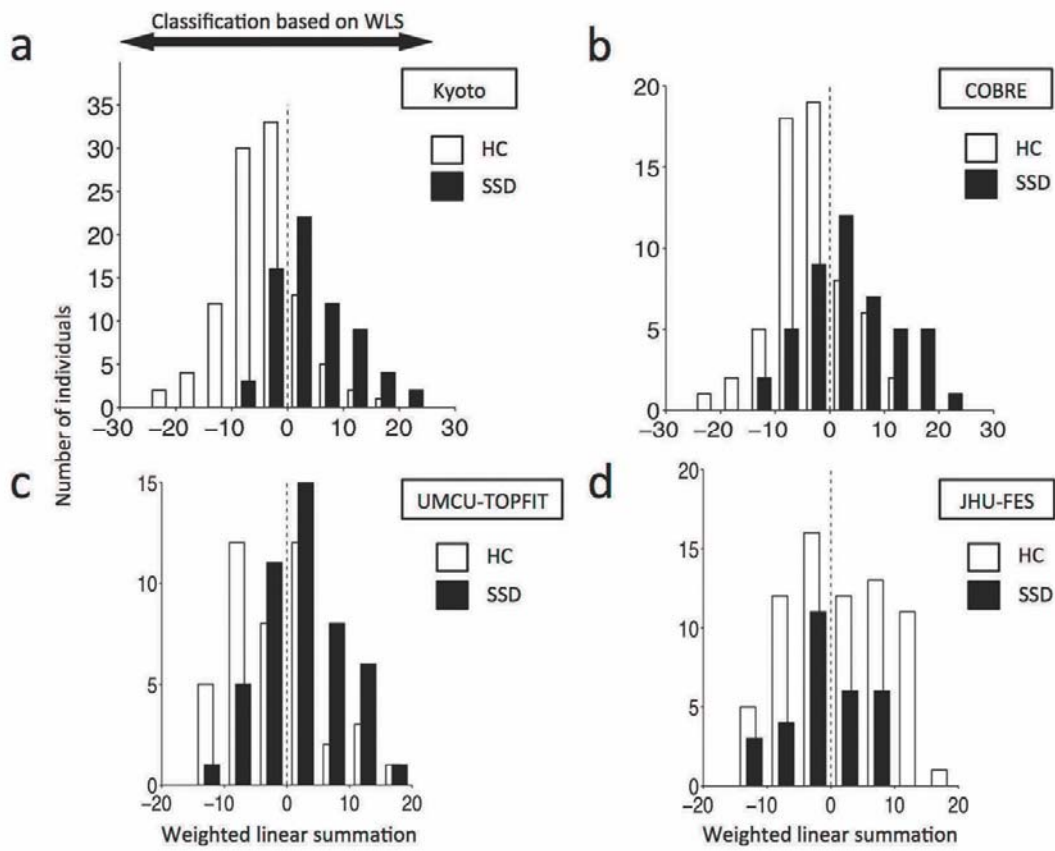 Classification based on WLS
a
Kyoto
HC
SSD
35
30
25
20
15
10
5
0
−30 −20 −10 0 10 20 30
b
COBRE
HC
SSD
20
15
10
5
0
−30 −20 −10 0 10 20 30
Number of individuals
c
UMCU-TOPFIT
HC
SSD
15
10
5
0
−20 −10 0 10 20
Weighted linear summation
d
JHU-FES
HC
SSD
20
15
10
5
0
−20 −10 0 10 20
Weighted linear summation